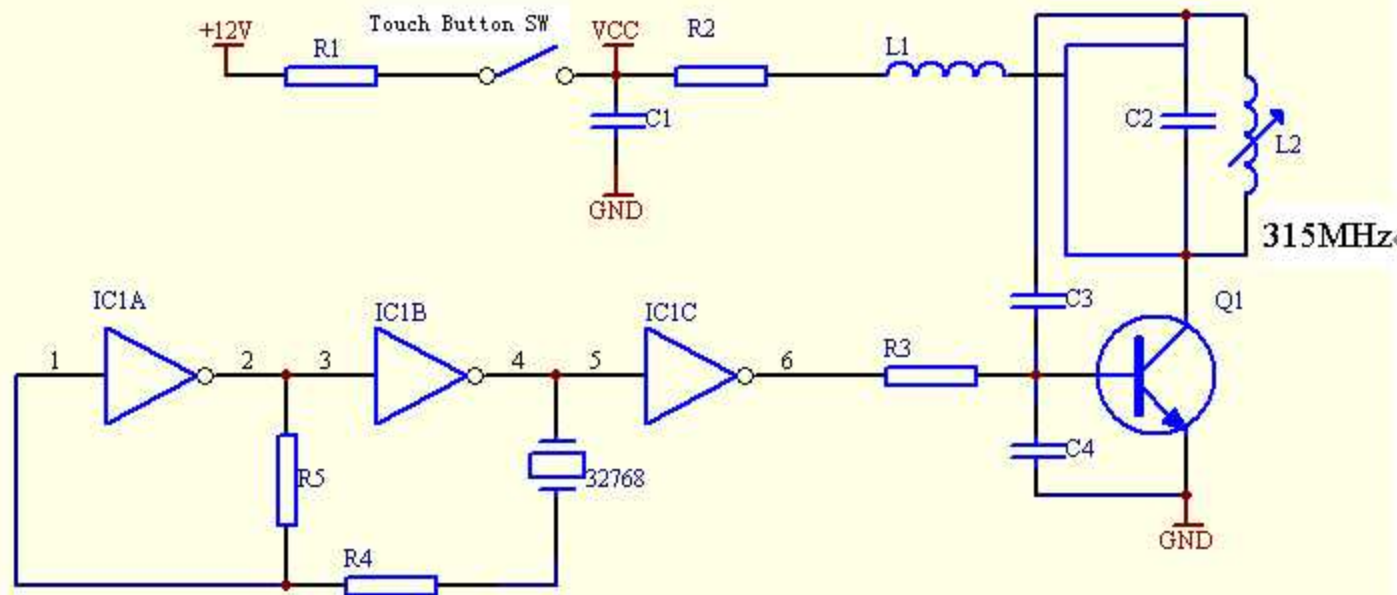 Touch Button SW
+12V
R1
VCC
R2
L1
C1
C2
L2
GND
315MHz
IC1A
IC1B
IC1C
C3
Q1
1
2
3
4
5
6
R3
R5
32768
C4
R4
GND